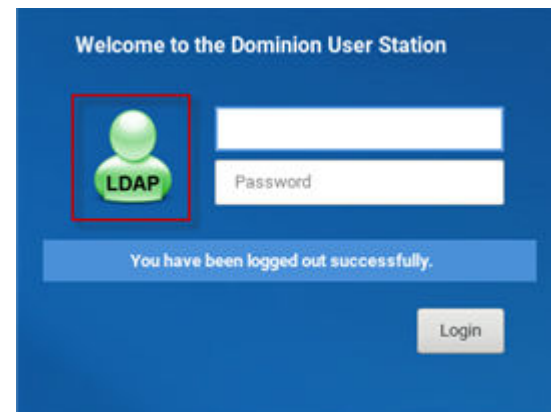 Welcome to the Dominion User Station
LDAP
Password
You have been logged out successfully.
Login